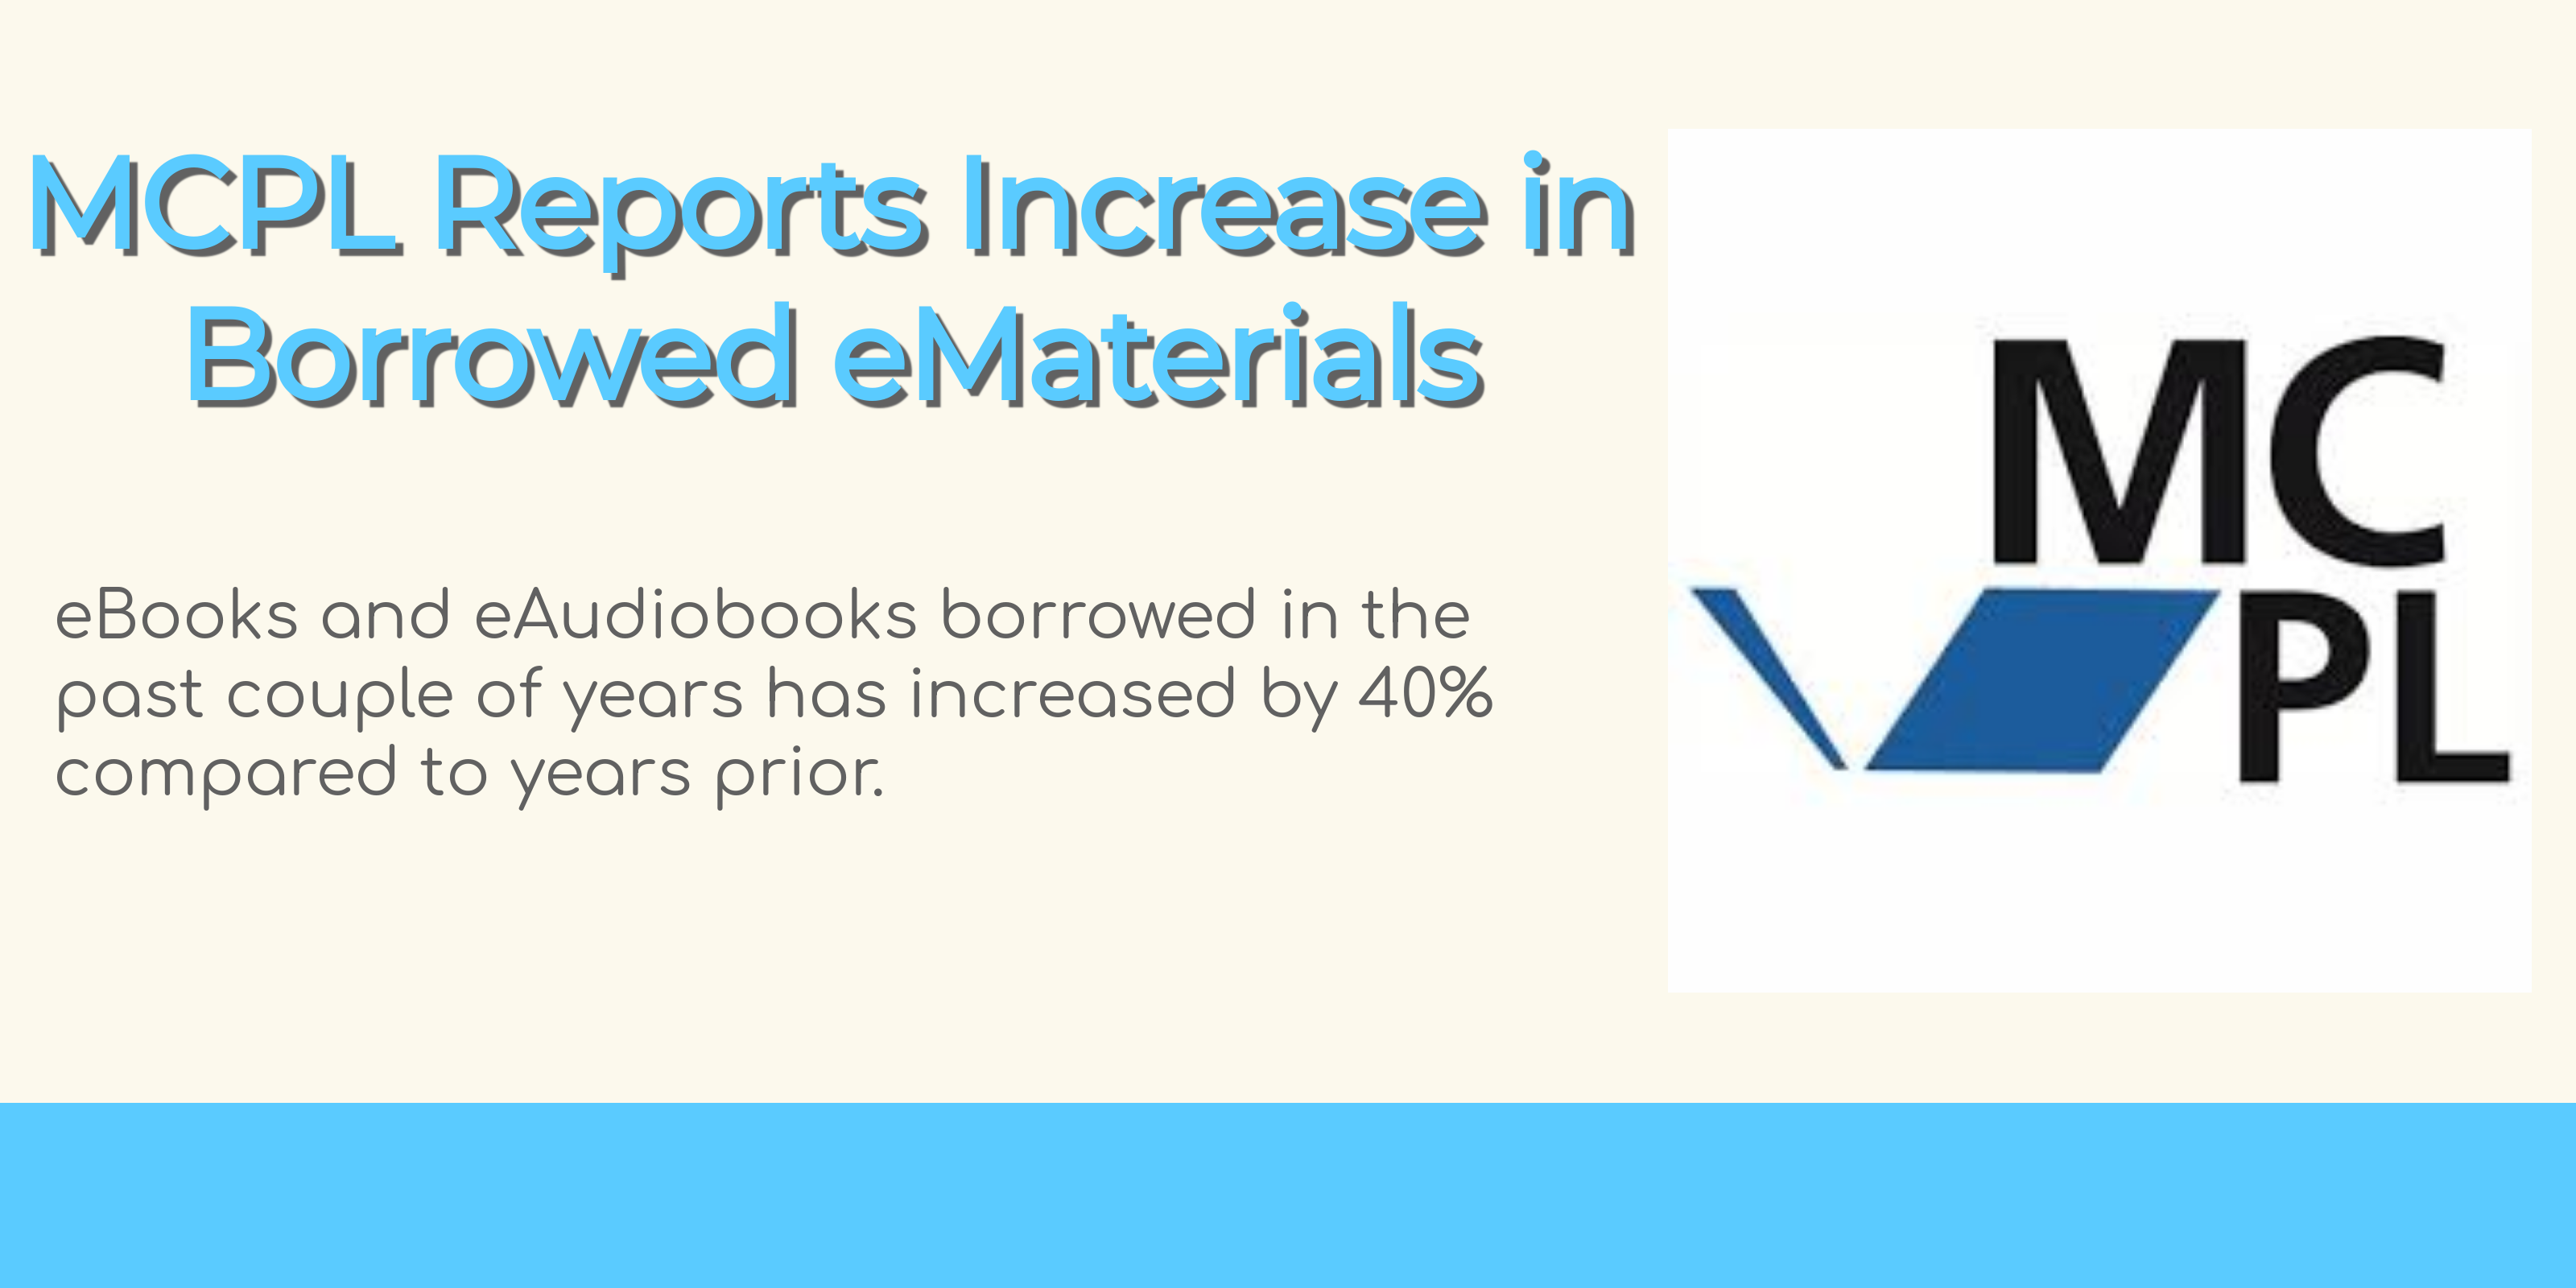 MCPL Reports Increase in
Borrowed eMaterials
eBooks and eAudiobooks borrowed in the
past couple of years has increased by 40%
compared to years prior.
MC
PL